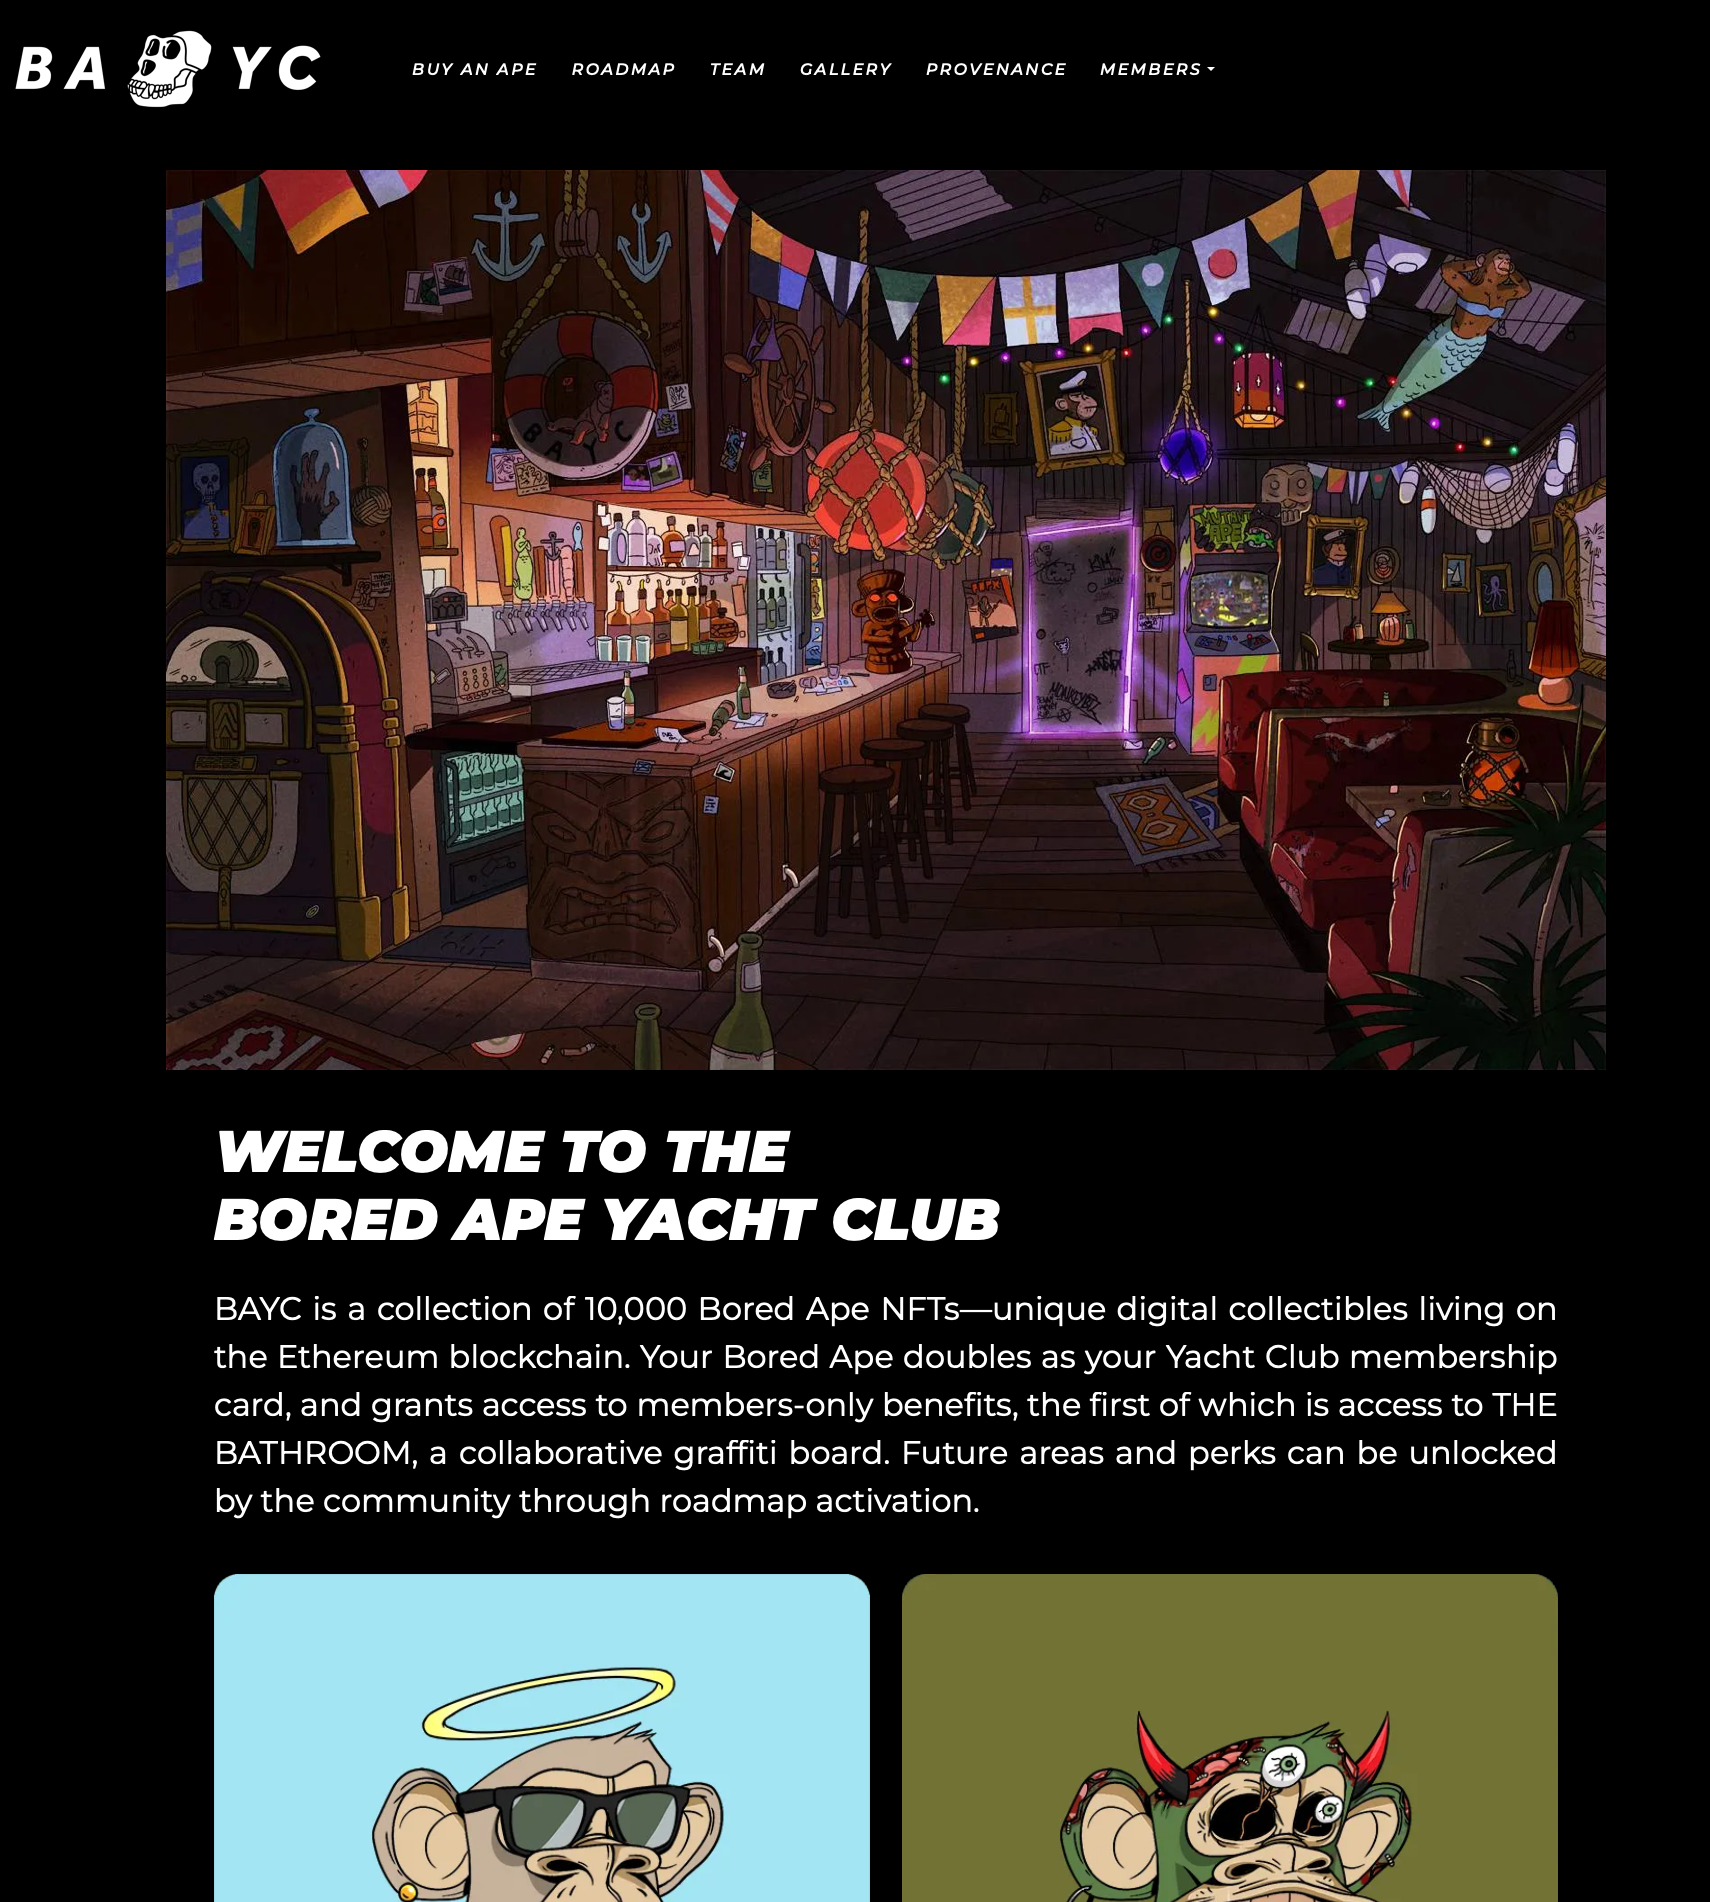 BA YC
BUY AN APE ROADMAP TEAM GALLERY PROVENANCE MEMBERS
BAYC
MUTANT
APE
WELCOME TO THE
BORED APE YACHT CLUB
BAYC is a collection of 10,000 Bored Ape NFTs—unique digital collectibles living on
the Ethereum blockchain. Your Bored Ape doubles as your Yacht Club membership
card, and grants access to members-only benefits, the first of which is access to THE
BATHROOM, a collaborative graffiti board. Future areas and perks can be unlocked
by the community through roadmap activation.